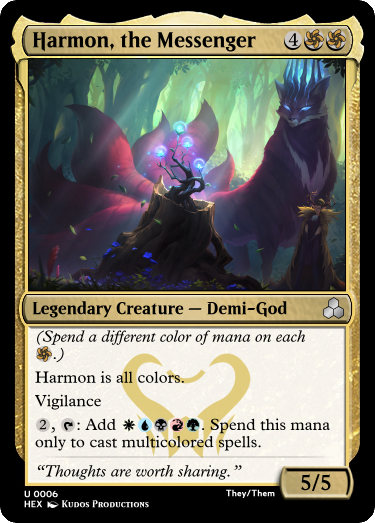 Harmon, the Messenger 4
Legendary Creature — Demi-God
(Spend a different color of mana on each
.)
Harmon is all colors.
Vigilance
2, : Add . Spend this mana
only to cast multicolored spells.
“Thoughts are worth sharing.”
5/5
U 0006 They/Them
HEX Kudos Productions